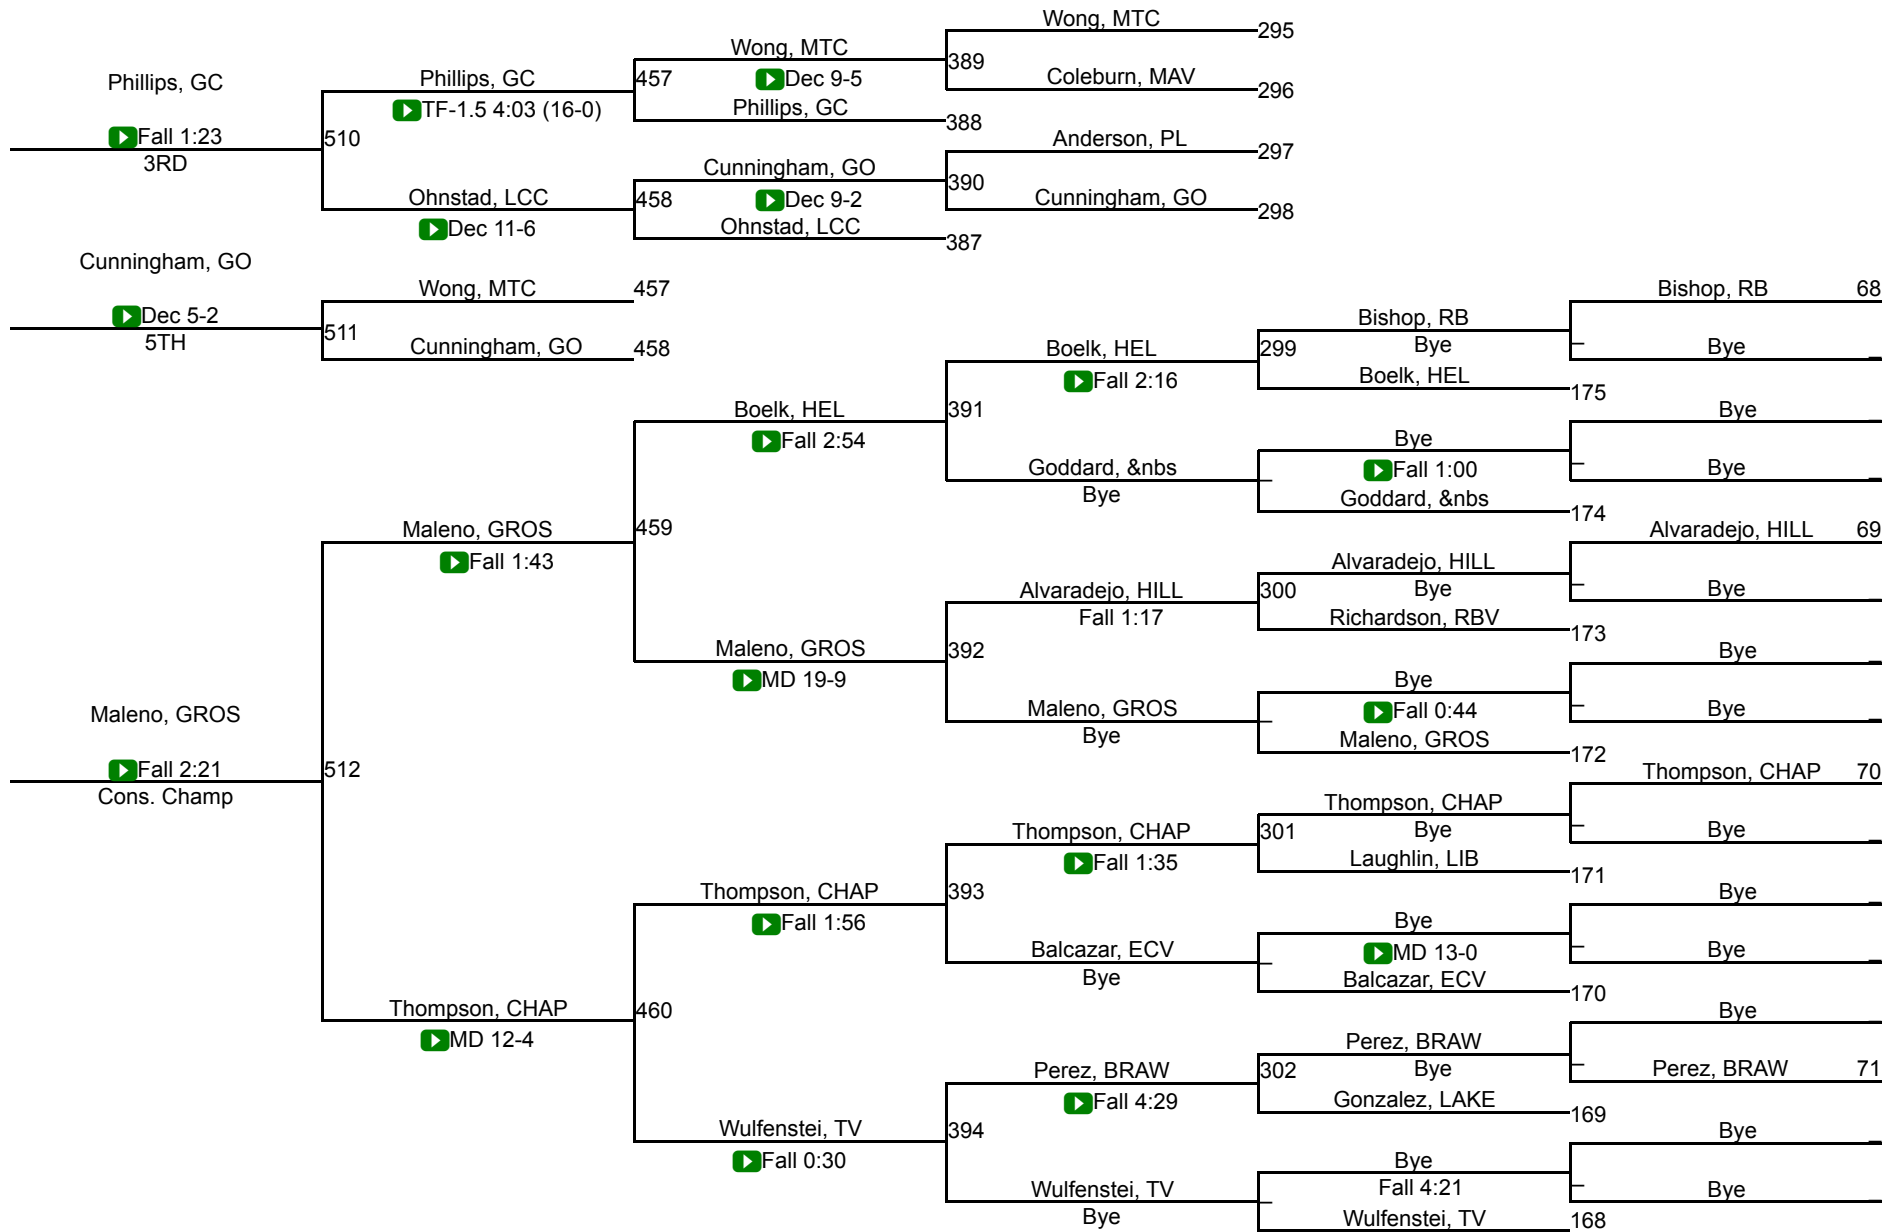 Wong, MTC
295
Wong, MTC
389
Phillips, GC
Phillips, GC
457
Dec 9-5
Coleburn, MAV
296
TF-1.5 4:03 (16-0)
Phillips, GC
388
Fall 1:23
510
Anderson, PL
297
3RD
Cunningham, GO
390
Ohnstad, LCC
458
Dec 9-2
Cunningham, GO
298
Dec 11-6
Ohnstad, LCC
387
Cunningham, GO
Wong, MTC
457
Bishop, RB
68
Dec 5-2
Bishop, RB
5TH
511
Cunningham, GO
458
Boelk, HEL
299
Bye
Bye
Fall 2:16
Boelk, HEL
175
Boelk, HEL
391
Bye
Fall 2:54
Bye
Goddard, &nbs
Fall 1:00
Bye
Bye
Goddard, &nbs
174
Maleno, GROS
459
Alvaradejo, HILL
69
Fall 1:43
Alvaradejo, HILL
Alvaradejo, HILL
300
Bye
Bye
Fall 1:17
Richardson, RBV
173
Maleno, GROS
392
Bye
MD 19-9
Bye
Maleno, GROS
Fall 0:44
Bye
Maleno, GROS
Bye
Maleno, GROS
172
Fall 2:21
512
Thompson, CHAP
70
Cons. Champ
Thompson, CHAP
Thompson, CHAP
301
Bye
Bye
Fall 1:35
Laughlin, LIB
171
Thompson, CHAP
393
Bye
Fall 1:56
Bye
Balcazar, ECV
MD 13-0
Bye
Bye
Balcazar, ECV
170
Thompson, CHAP
460
Bye
MD 12-4
Perez, BRAW
Perez, BRAW
302
Bye
Perez, BRAW
71
Fall 4:29
Gonzalez, LAKE
169
Wulfenstei, TV
394
Bye
Fall 0:30
Bye
Wulfenstei, TV
Fall 4:21
Bye
Bye
Wulfenstei, TV
168